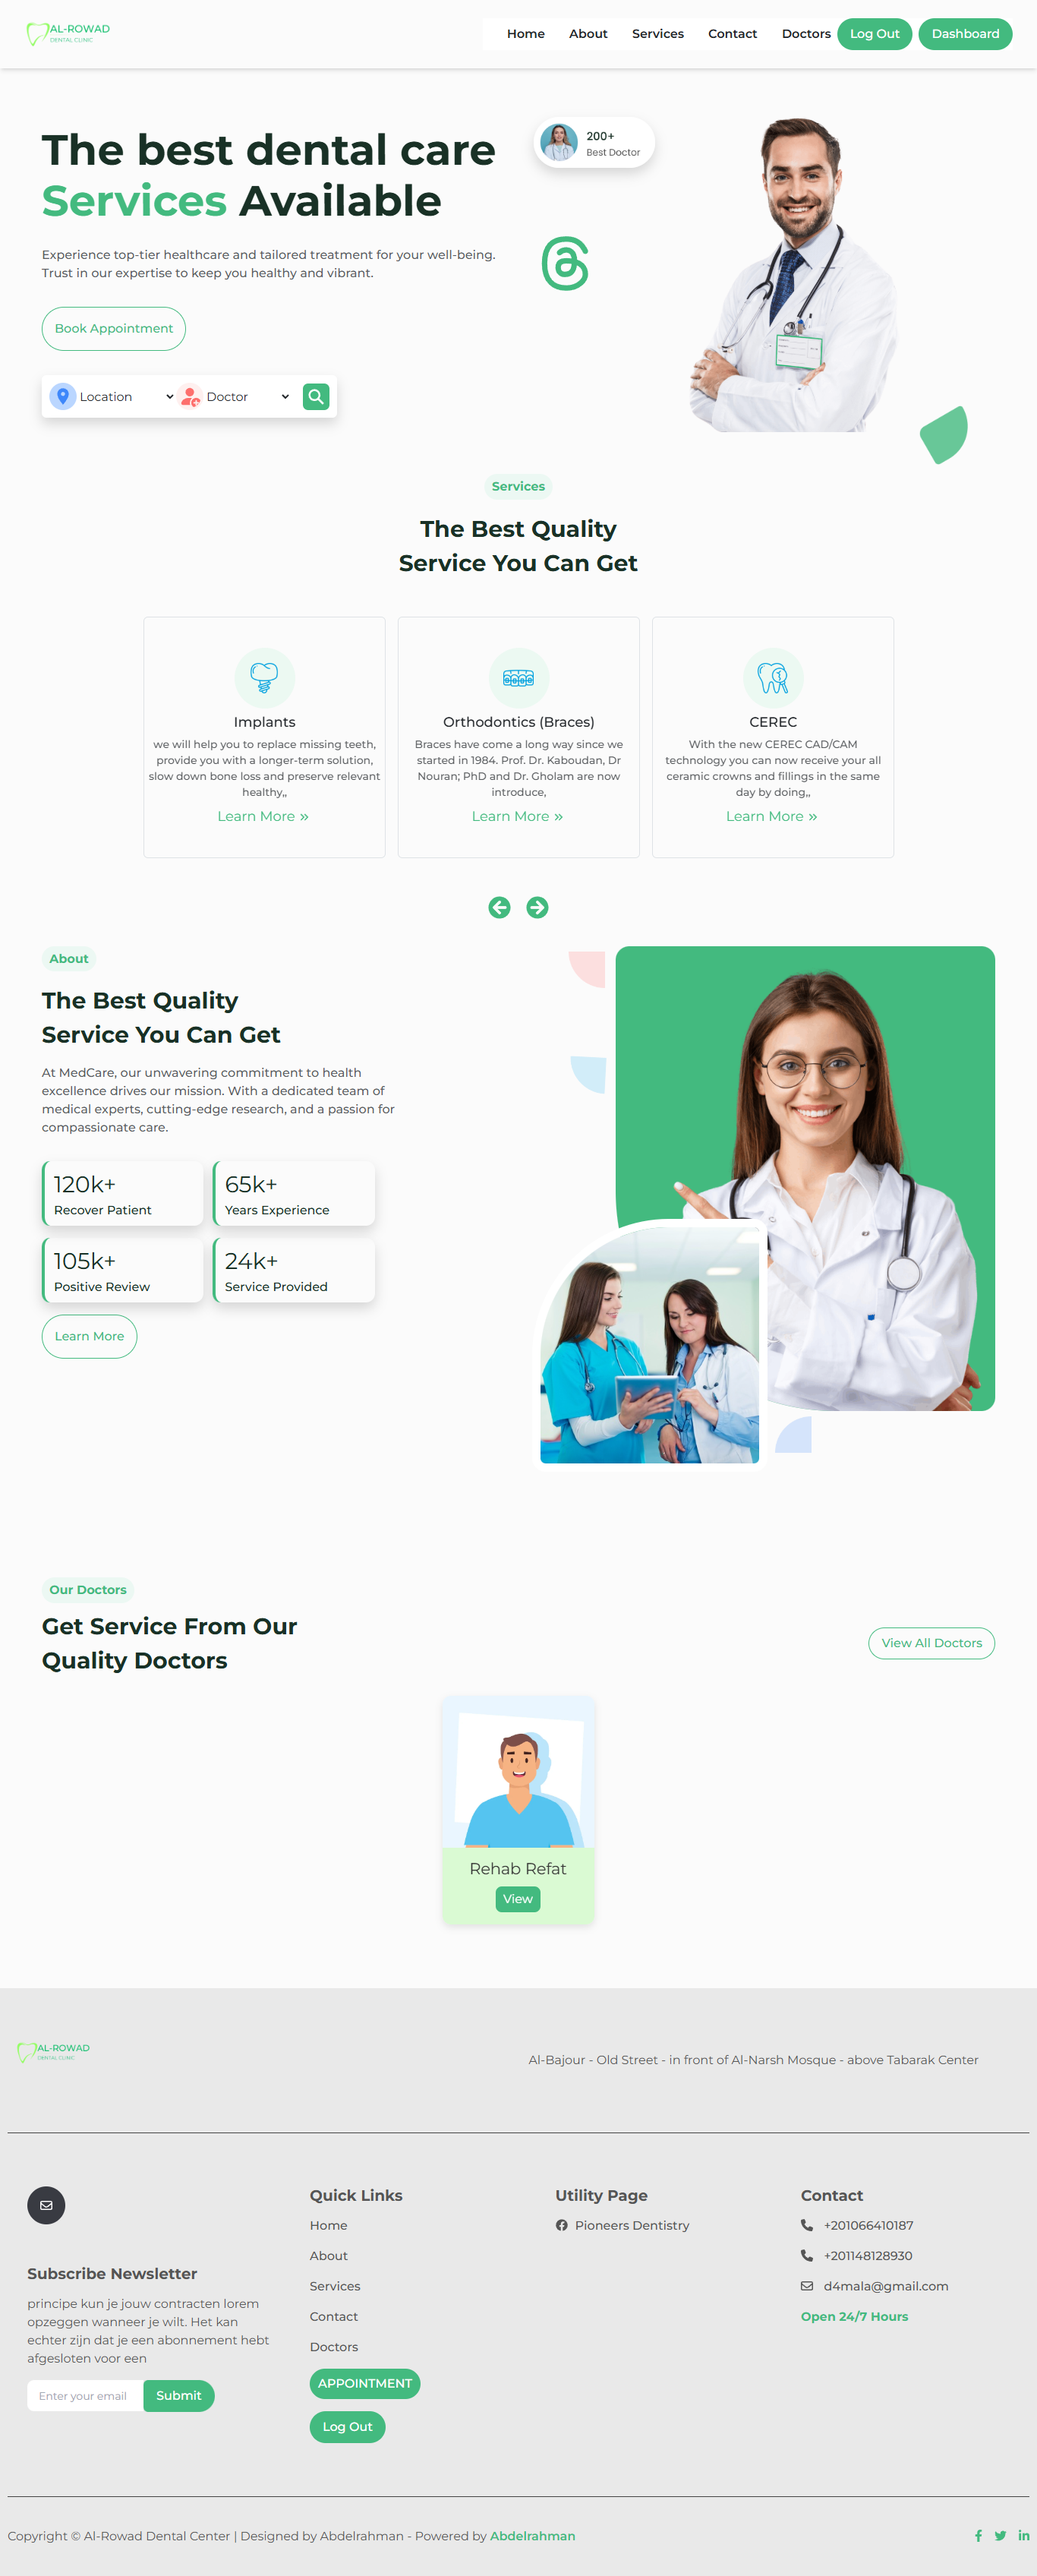 AL-ROWAD
DENTAL CLINIC
Home About Services Contact Doctors Log Out Dashboard
The best dental care
Services Available
Experience top-tier healthcare and tailored treatment for your well-being.
Trust in our expertise to keep you healthy and vibrant.
Book Appointment
Location Doctor
200+
Best Doctor
Services
The Best Quality
Service You Can Get
Implants
we will help you to replace missing teeth,
provide you with a longer-term solution,
slow down bone loss and preserve relevant
healthy,,
Learn More »
Orthodontics (Braces)
Braces have come a long way since we
started in 1984. Prof. Dr. Kaboudan, Dr
Nouran; PhD and Dr. Gholam are now
introduce,
Learn More »
CEREC
With the new CEREC CAD/CAM
technology you can now receive your all
ceramic crowns and fillings in the same
day by doing,,
Learn More »
About
The Best Quality
Service You Can Get
At MedCare, our unwavering commitment to health
excellence drives our mission. With a dedicated team of
medical experts, cutting-edge research, and a passion for
compassionate care.
120k+
Recover Patient
65k+
Years Experience
105k+
Positive Review
24k+
Service Provided
Learn More
Our Doctors
Get Service From Our
Quality Doctors
View All Doctors
Rehab Refat
View
AL-ROWAD
DENTAL CLINIC
Al-Bajour - Old Street - in front of Al-Narsh Mosque - above Tabarak Center
Subscribe Newsletter
principe kun je jouw contracten lorem
opzeggen wanneer je wilt. Het kan
echter zijn dat je een abonnement hebt
afgesloten voor een
Enter your email Submit
Quick Links
Home
About
Services
Contact
Doctors
APPOINTMENT
Log Out
Utility Page
Pioneers Dentistry
Contact
+201066410187
+201148128930
d4mala@gmail.com
Open 24/7 Hours
Copyright © Al-Rowad Dental Center | Designed by Abdelrahman - Powered by Abdelrahman